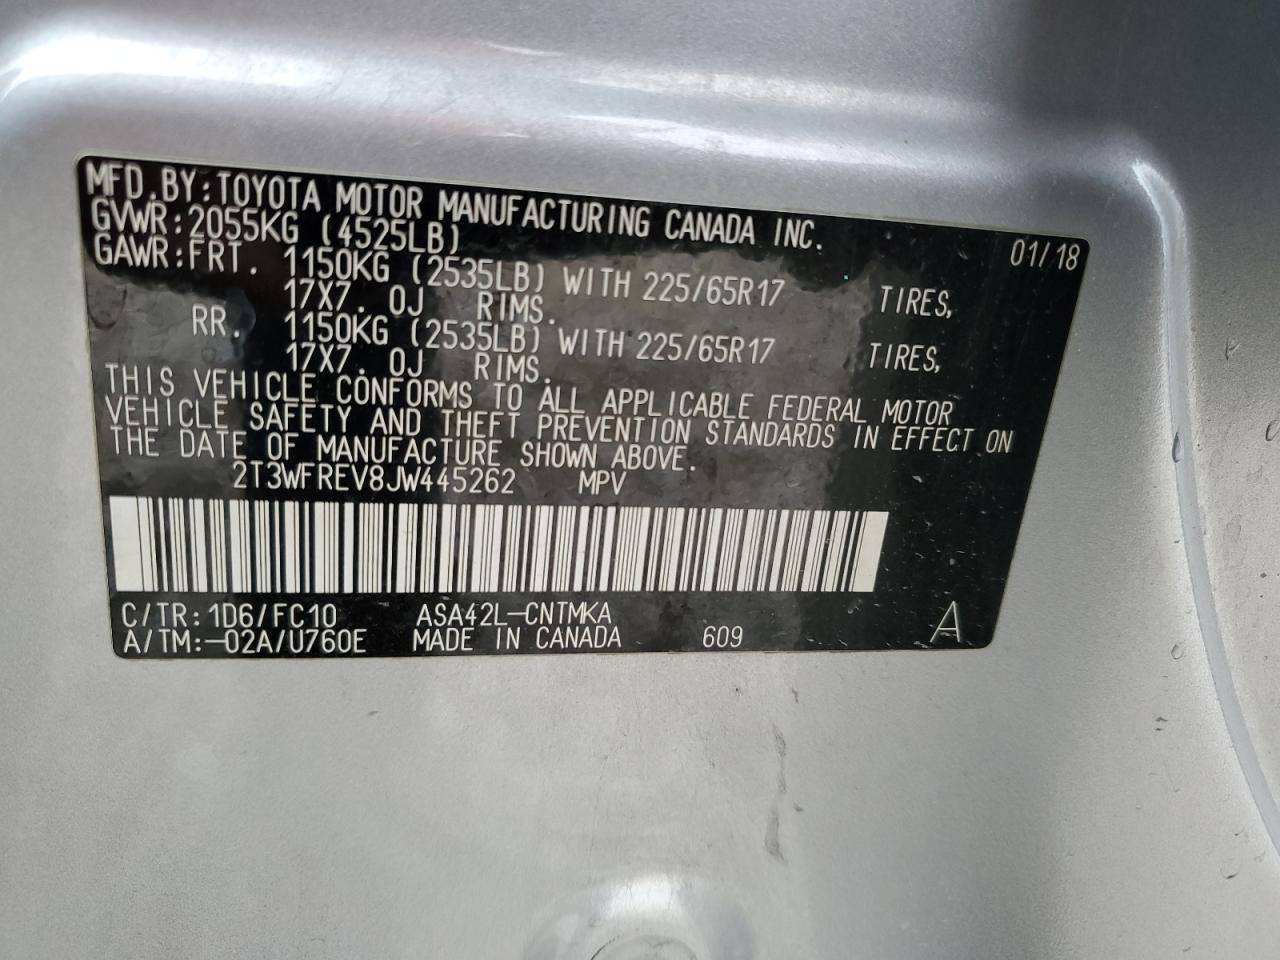 MFD.BY:TOYOTA MOTOR MANUFACTURING CANADA INC.
GVWR:2055KG (4525LB) 01/18
GAWR:FRT. 1150KG (2535LB) WITH 225/65R17 TIRES,
17X7.0J RIMS.
RR. 1150KG (2535LB) WITH 225/65R17 TIRES,
17X7.0J RIMS.
THIS VEHICLE CONFORMS TO ALL APPLICABLE FEDERAL MOTOR
VEHICLE SAFETY AND THEFT PREVENTION STANDARDS IN EFFECT ON
THE DATE OF MANUFACTURE SHOWN ABOVE.
2T3WFREV8JW445262 MPV
C/TR:1D6/FC10 ASA42L-CNTMKA
A/TM:-02A/U760E MADE IN CANADA 609 A